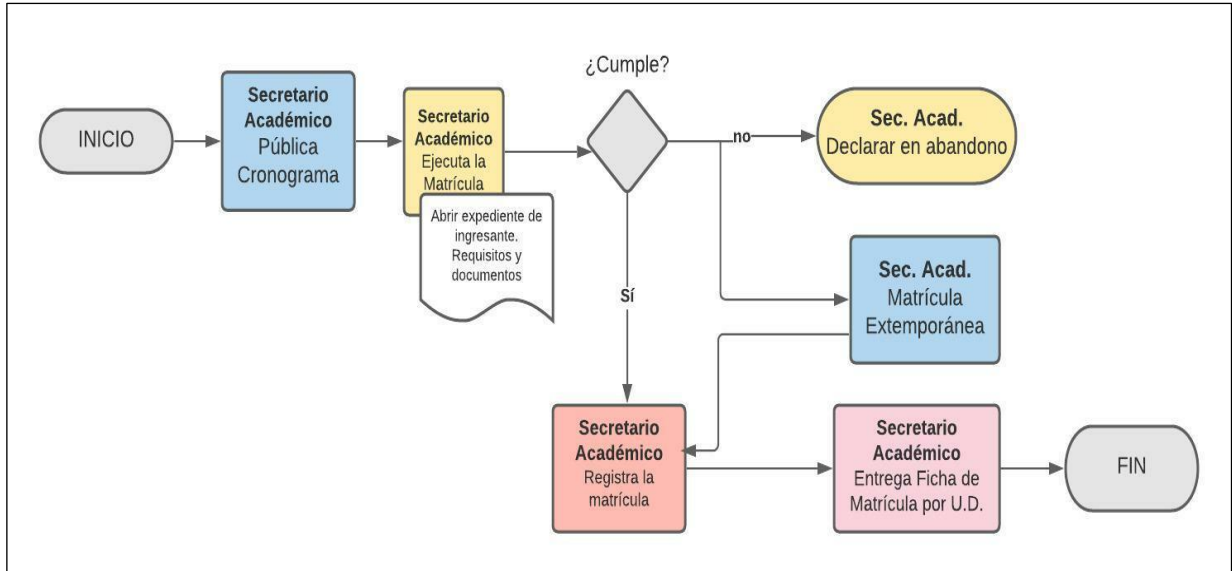 ¿Cumple?
INICIO
Secretario
Académico
Pública
Cronograma
Secretario
Académico
Ejecuta la
Matrícula
Abrir expediente de
ingresante.
Requisitos y
documentos
no
Sec. Acad.
Declarar en abandono
Sí
Sec. Acad.
Matrícula
Extemporánea
Secretario
Académico
Registra la
matrícula
Secretario
Académico
Entrega Ficha de
Matrícula por U.D.
FIN